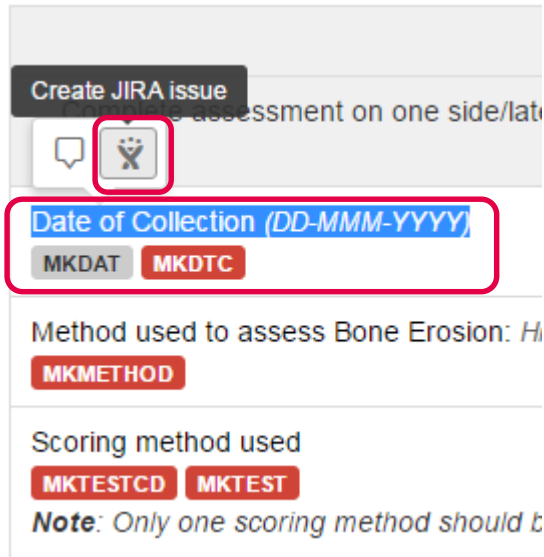 Create JIRA issue
Complete assessment on one side/late
Date of Collection (DD-MMM-YYYY)
MKDAT MKDTC
Method used to assess Bone Erosion:
MKMETHOD
Scoring method used
MKTESTCD MKTEST
Note: Only one scoring method should b